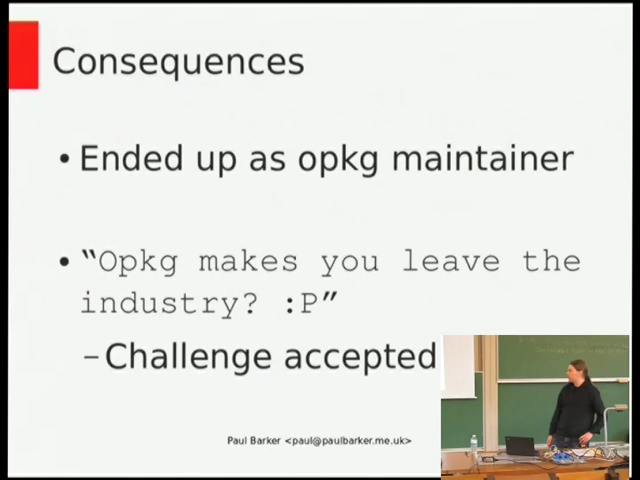 Consequences
• Ended up as opkg maintainer
• “Opkg makes you leave the
industry? :P”
– Challenge accepted
Paul Barker <paul@paulbarker.me.uk>